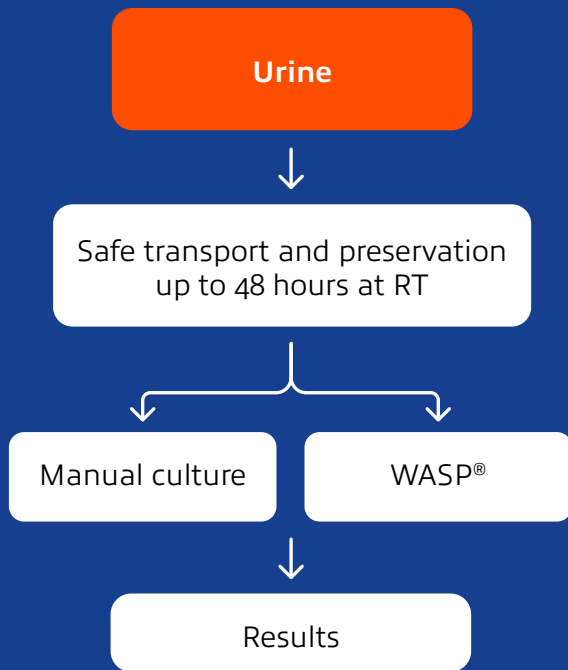 Urine
Safe transport and preservation
up to 48 hours at RT
Manual culture
WASP®
Results